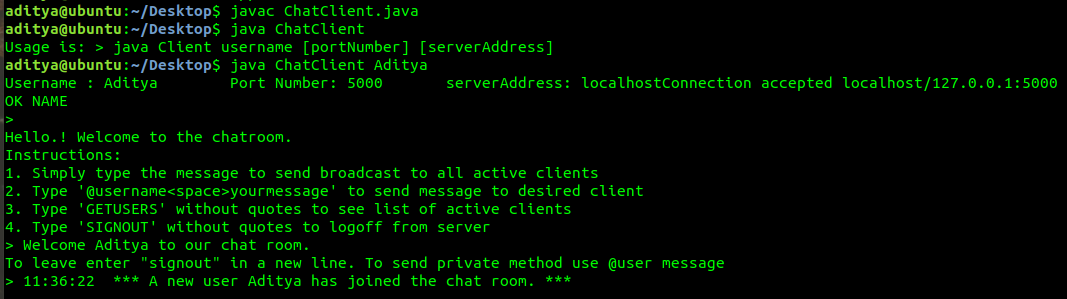 aditya@ubuntu:~/Desktop$ javac ChatClient.java
aditya@ubuntu:~/Desktop$ java ChatClient
Usage is: > java Client username [portNumber] [serverAddress]
aditya@ubuntu:~/Desktop$ java ChatClient Aditya
Username : Aditya        Port Number: 5000       serverAddress: localhostConnection accepted localhost/127.0.0.1:5000
OK NAME
>
Hello.! Welcome to the chatroom.
Instructions:
1. Simply type the message to send broadcast to all active clients
2. Type '@username<space>yourmessage' to send message to desired client
3. Type 'GETUSERS' without quotes to see list of active clients
4. Type 'SIGNOUT' without quotes to logoff from server
> Welcome Aditya to our chat room.
To leave enter "signout" in a new line. To send private method use @user message
> 11:36:22  *** A new user Aditya has joined the chat room. ***